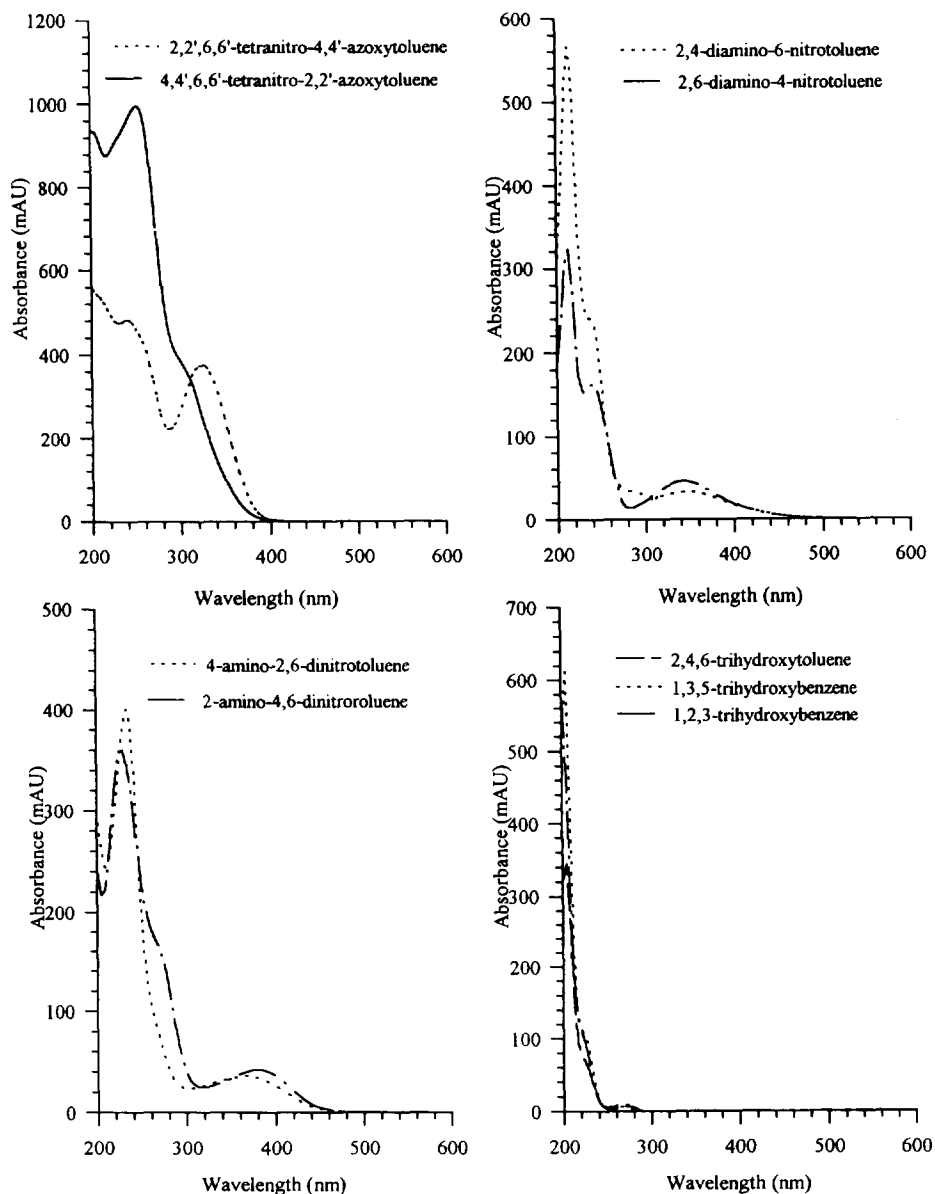 1200
1000
800
600
400
200
0
Absorbance (mAU)
2,2',6,6'-tetranitro-4,4'-azoxytoluene
4,4',6,6'-tetranitro-2,2'-azoxytoluene
200 300 400 500 600
Wavelength (nm)
600
500
400
300
200
100
0
Absorbance (mAU)
2,4-diamino-6-nitrotoluene
2,6-diamino-4-nitrotoluene
200 300 400 500 600
Wavelength (nm)
500
400
300
200
100
0
Absorbance (mAU)
4-amino-2,6-dinitrotoluene
2-amino-4,6-dinitroroluene
200 300 400 500 600
Wavelength (nm)
700
600
500
400
300
200
100
0
Absorbance (mAU)
2,4,6-trihydroxytoluene
1,3,5-trihydroxybenzene
1,2,3-trihydroxybenzene
200 300 400 500 600
Wavelength (nm)